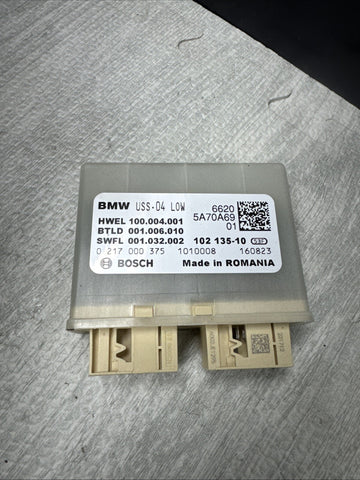 BMW USS-04 LOW 6620
HWEL 100.004.001 5A70A69
BTLD 001.006.010 01
SWFL 001.032.002 102 135-10
0 217 000 375 1010008 160823
BOSCH Made in ROMANIA